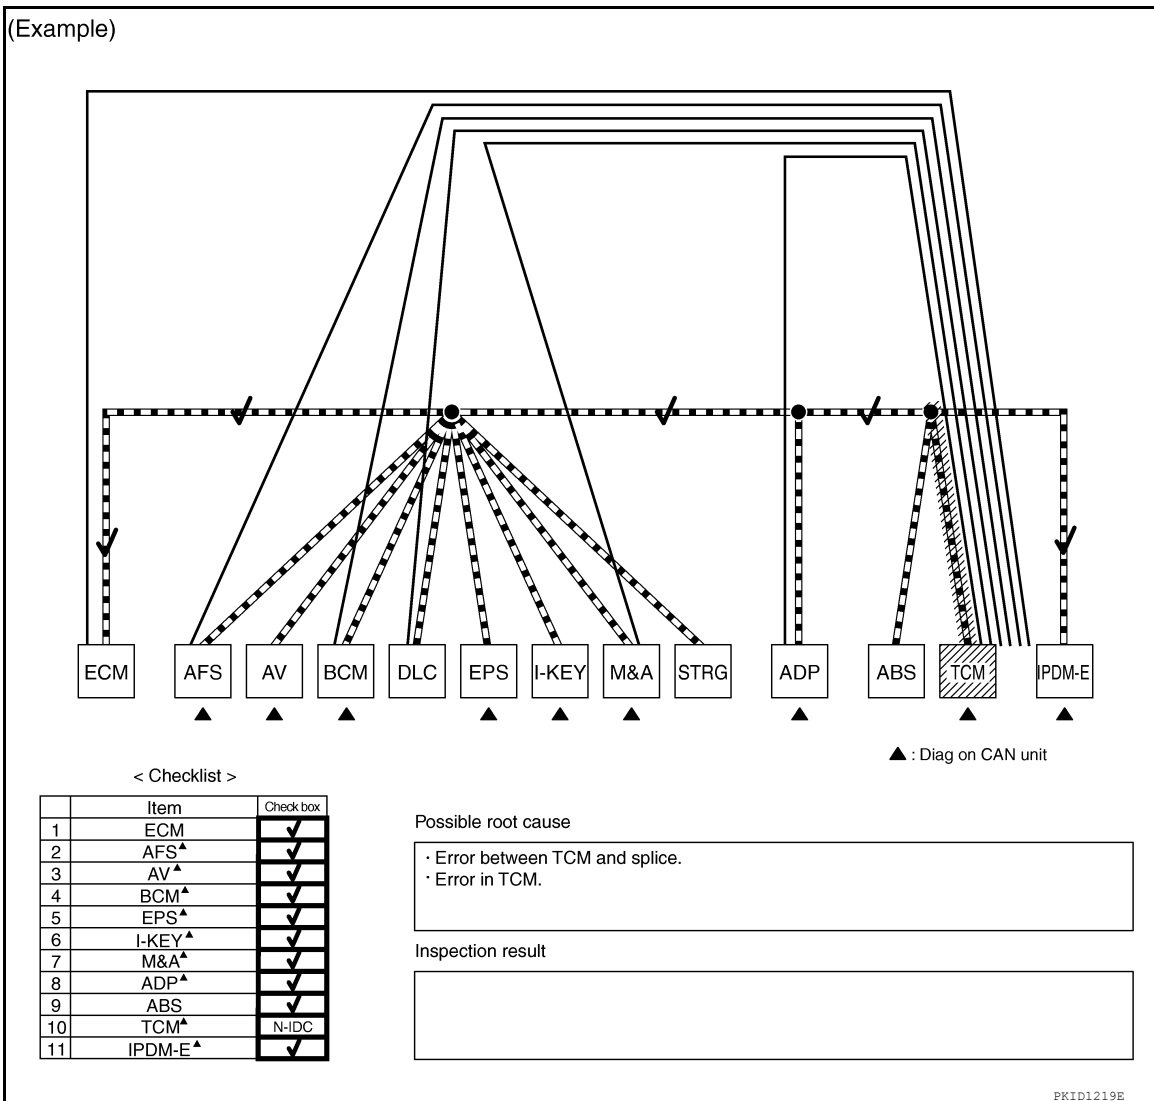 (Example)
ECM AFS AV BCM DLC EPS I-KEY M&A STRG ADP ABS TCM IPDM-E
▲ : Diag on CAN unit
< Checklist >
Item Check box
1 ECM ✓
2 AFS▲ ✓
3 AV▲ ✓
4 BCM▲ ✓
5 EPS▲ ✓
6 I-KEY▲ ✓
7 M&A▲ ✓
8 ADP▲ ✓
9 ABS ✓
10 TCM▲ N-IDC
11 IPDM-E▲ ✓
Possible root cause
· Error between TCM and splice.
· Error in TCM.
Inspection result
PKID1219E